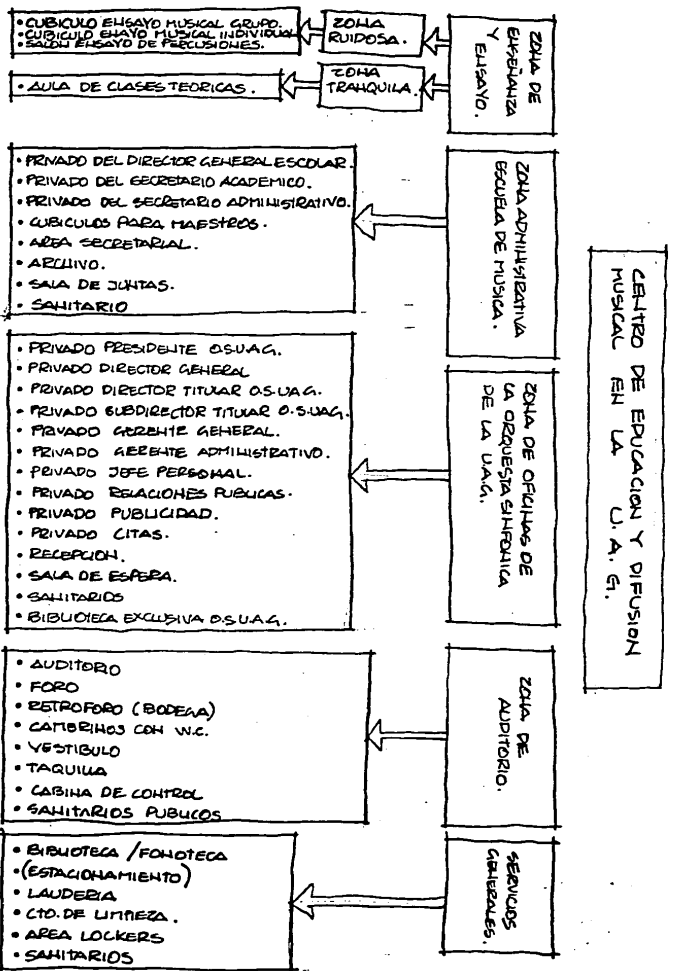 CENTRO DE EDUCACION Y DIFUSION
MUSICAL EN LA U.A.G.
ZONA DE
ENSEÑANZA
Y
ENSAYO.
ZONA
RUIDOSA.
• CUBICULO ENSAYO MUSICAL GRUPO.
• CUBICULO ENAYO MUSICAL INDIVIDUAL
• SALON ENSAYO DE PERCUSIONES.
ZONA
TRANQUILA.
• AULA DE CLASES TEORICAS.
ZONA ADMINISTRATIVA
ESCUELA DE MUSICA.
• PRIVADO DEL DIRECTOR GENERAL ESCOLAR.
• PRIVADO DEL SECRETARIO ACADEMICO.
• PRIVADO DEL SECRETARIO ADMINISTRATIVO.
• CUBICULOS PARA MAESTROS.
• AREA SECRETARIAL.
• ARCHIVO.
• SALA DE JUNTAS.
• SANITARIO
ZONA DE OFICINAS DE
LA ORQUESTA SINFONICA
DE LA U.A.G.
• PRIVADO PRESIDENTE O.S.U.A.G.
• PRIVADO DIRECTOR GENERAL
• PRIVADO DIRECTOR TITULAR O.S.U.A.G.
• PRIVADO SUBDIRECTOR TITULAR O.S.U.A.G.
• PRIVADO GERENTE GENERAL.
• PRIVADO GERENTE ADMINISTRATIVO.
• PRIVADO JEFE PERSONAL.
• PRIVADO RELACIONES PUBLICAS.
• PRIVADO PUBLICIDAD.
• PRIVADO CITAS.
• RECEPCION.
• SALA DE ESPERA.
• SANITARIOS
• BIBLIOTECA EXCLUSIVA O.S.U.A.G.
ZONA DE
AUDITORIO.
• AUDITORIO
• FORO
• RETROFORO (BODEGA)
• CAMERINOS CON W.C.
• VESTIBULO
• TAQUILLA
• CABINA DE CONTROL
• SANITARIOS PUBLICOS
SERVICIOS
GENERALES.
• BIBLIOTECA / FONOTECA
• (ESTACIONAMIENTO)
• LAUDERIA
• CTO. DE LIMPIEZA.
• AREA LOCKERS
• SANITARIOS